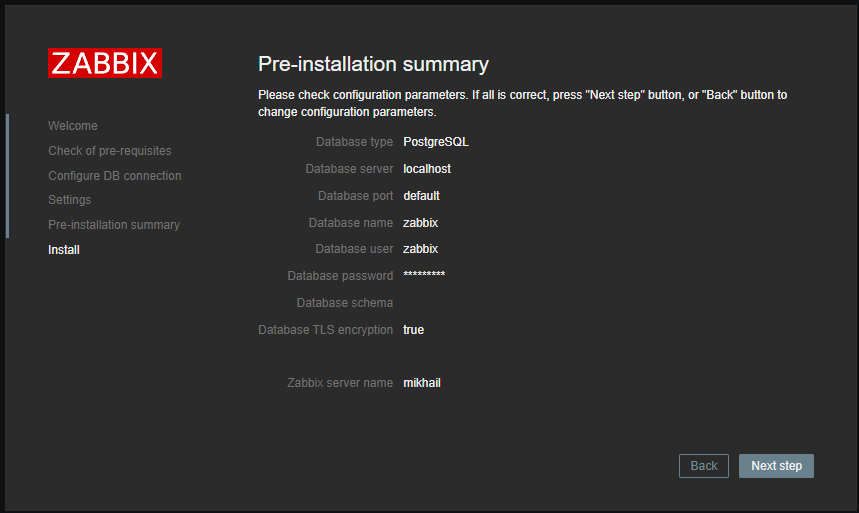 ZABBIX
Welcome
Check of pre-requisites
Configure DB connection
Settings
Pre-installation summary
Install
Pre-installation summary
Please check configuration parameters. If all is correct, press "Next step" button, or "Back" button to
change configuration parameters.
Database type PostgreSQL
Database server localhost
Database port default
Database name zabbix
Database user zabbix
Database password *********
Database schema
Database TLS encryption true
Zabbix server name mikhail
Back Next step